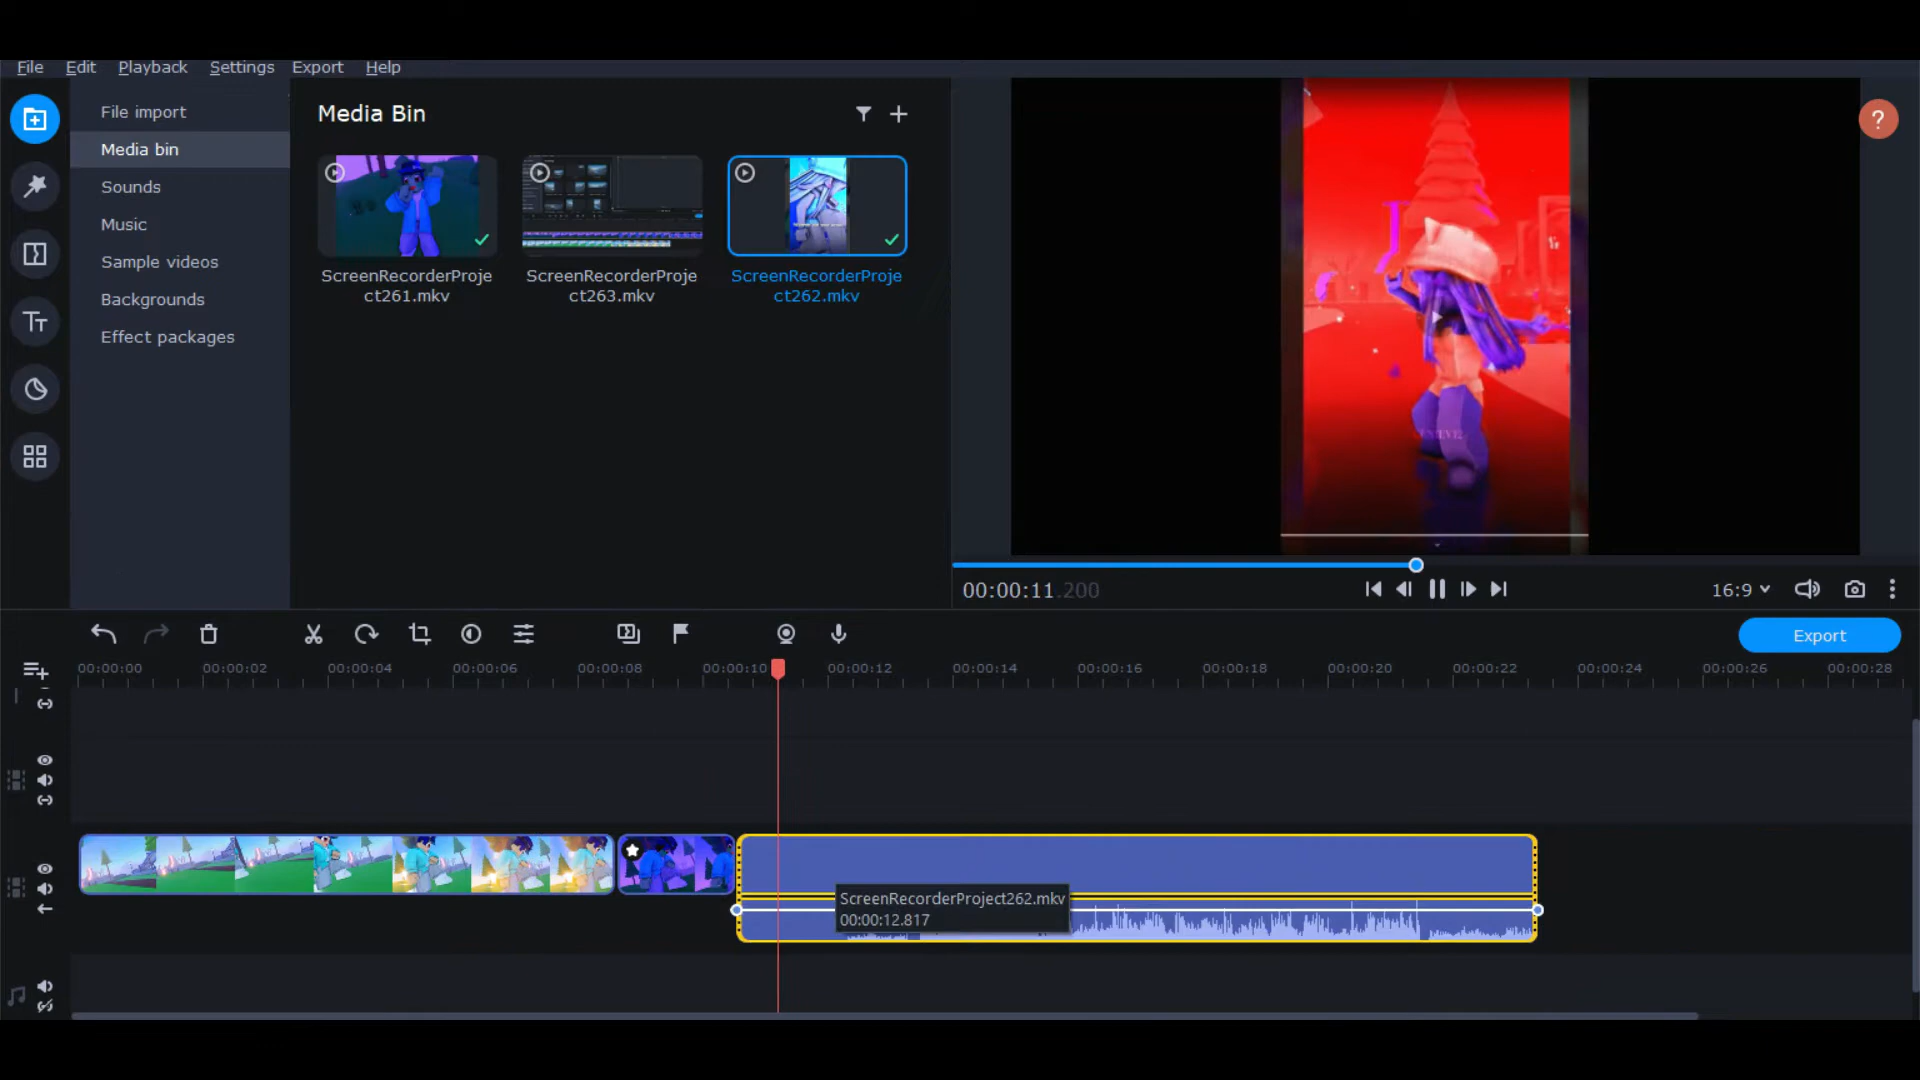 File Edit Playback Settings Export Help
File import
Media bin
Sounds
Music
Sample videos
Backgrounds
Effect packages
Media Bin
ScreenRecorderProje
ct261.mkv
ScreenRecorderProje
ct263.mkv
ScreenRecorderProje
ct262.mkv
?
00:00:11.200
16:9
Tт
Export
00:00:00 00:00:02 00:00:04 00:00:06 00:00:08 00:00:10 00:00:12 00:00:14 00:00:16 00:00:18 00:00:20 00:00:22 00:00:24 00:00:26 00:00:28
ScreenRecorderProject262.mkv
00:00:12.817